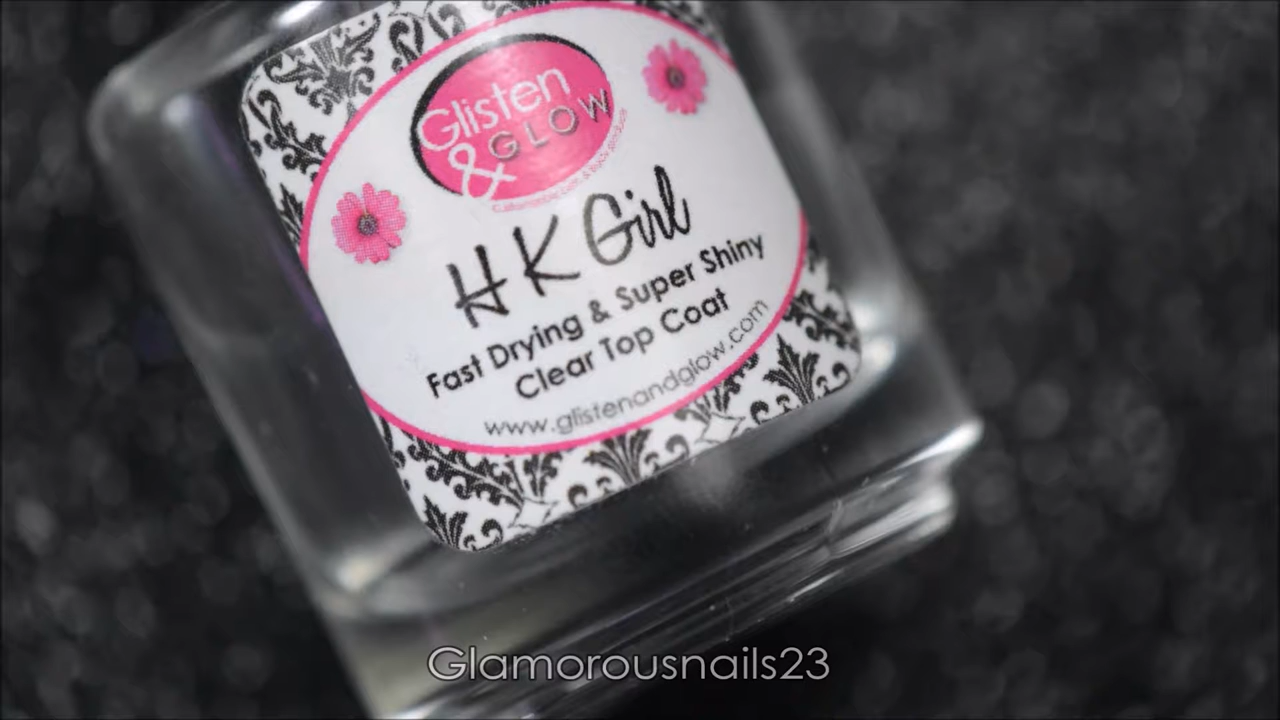 Glisten
& GLOW
H K Girl
Fast Drying & Super Shiny
Clear Top Coat
www.glistenandglow.com
Glamorousnails23